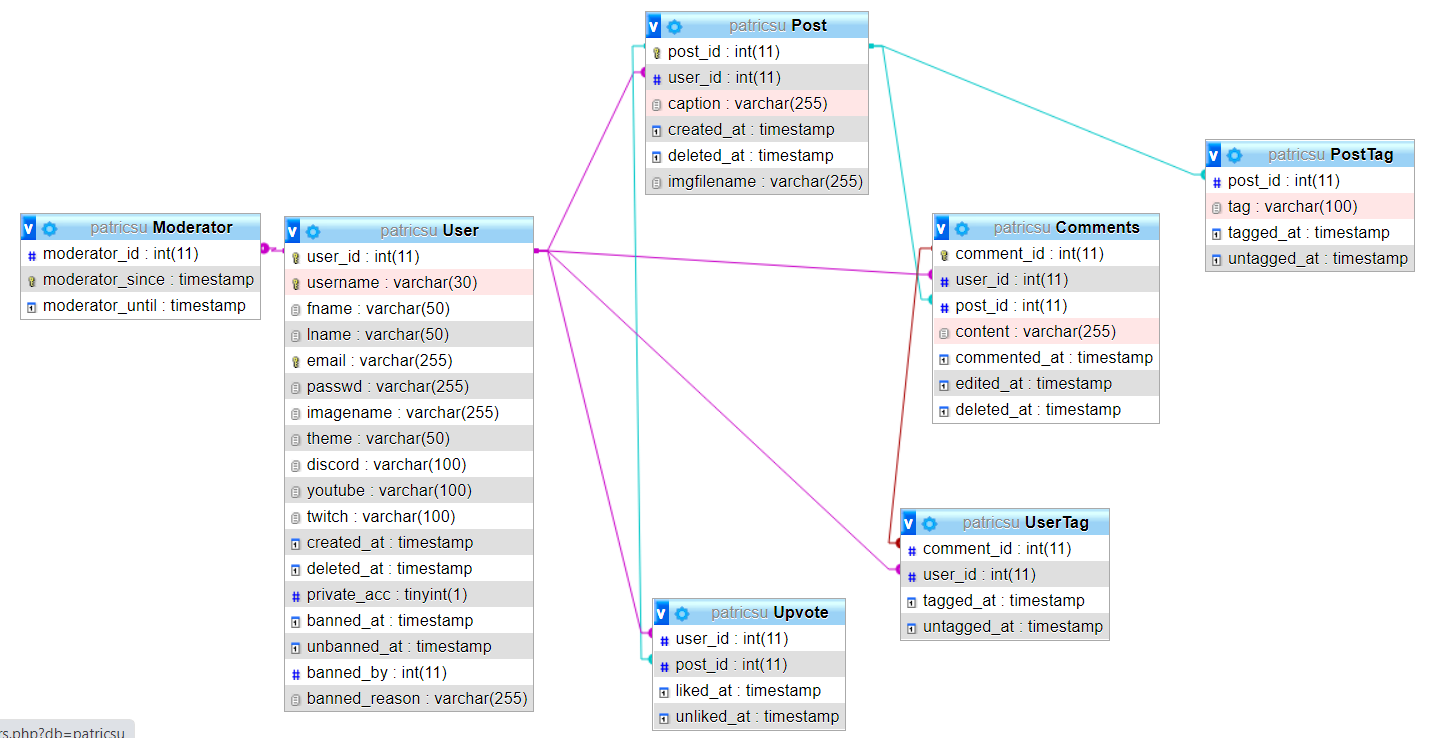 v patricsu Post
post_id : int(11)
user_id : int(11)
caption : varchar(255)
created_at : timestamp
deleted_at : timestamp
imgfilename : varchar(255)
v patricsu PostTag
post_id : int(11)
tag : varchar(100)
tagged_at : timestamp
untagged_at : timestamp
v patricsu Moderator
moderator_id : int(11)
moderator_since : timestamp
moderator_until : timestamp
v patricsu User
user_id : int(11)
username : varchar(30)
fname : varchar(50)
lname : varchar(50)
email : varchar(255)
passwd : varchar(255)
imagename : varchar(255)
theme : varchar(50)
discord : varchar(100)
youtube : varchar(100)
twitch : varchar(100)
created_at : timestamp
deleted_at : timestamp
private_acc : tinyint(1)
banned_at : timestamp
unbanned_at : timestamp
banned_by : int(11)
banned_reason : varchar(255)
v patricsu Comments
comment_id : int(11)
user_id : int(11)
post_id : int(11)
content : varchar(255)
commented_at : timestamp
edited_at : timestamp
deleted_at : timestamp
v patricsu UserTag
comment_id : int(11)
user_id : int(11)
tagged_at : timestamp
untagged_at : timestamp
v patricsu Upvote
user_id : int(11)
post_id : int(11)
liked_at : timestamp
unliked_at : timestamp
rs.php?db=patricsu